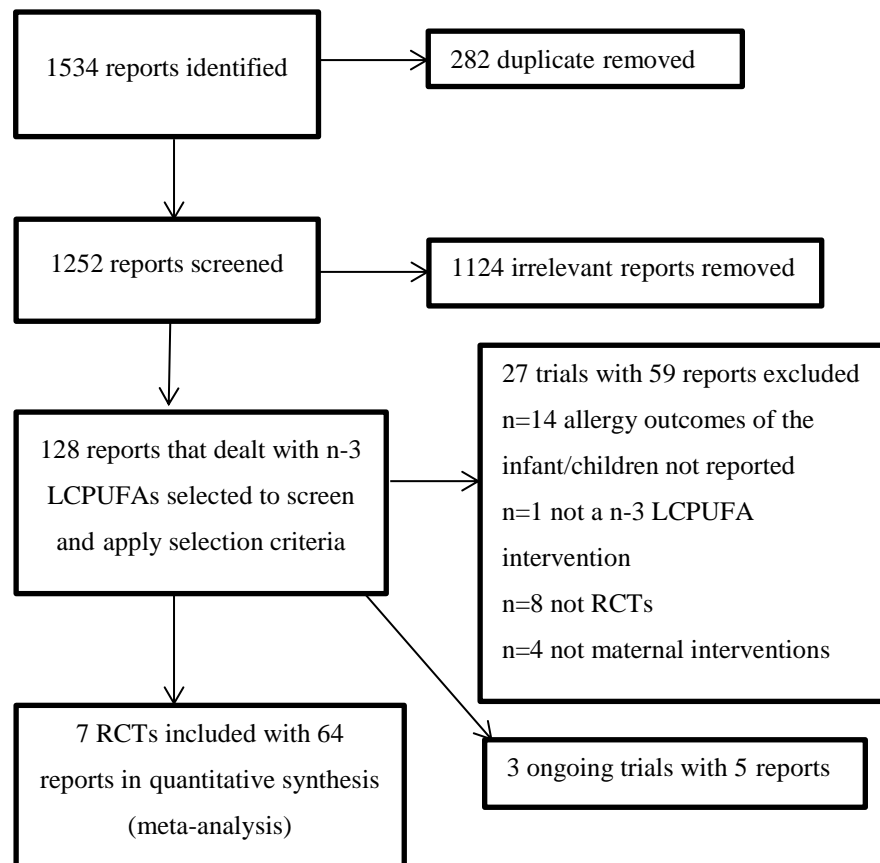 1534 reports identified
282 duplicate removed
1252 reports screened
1124 irrelevant reports removed
128 reports that dealt with n-3
LCPUFAs selected to screen
and apply selection criteria
27 trials with 59 reports excluded
n=14 allergy outcomes of the
infant/children not reported
n=1 not a n-3 LCPUFA
intervention
n=8 not RCTs
n=4 not maternal interventions
7 RCTs included with 64
reports in quantitative synthesis
(meta-analysis)
3 ongoing trials with 5 reports